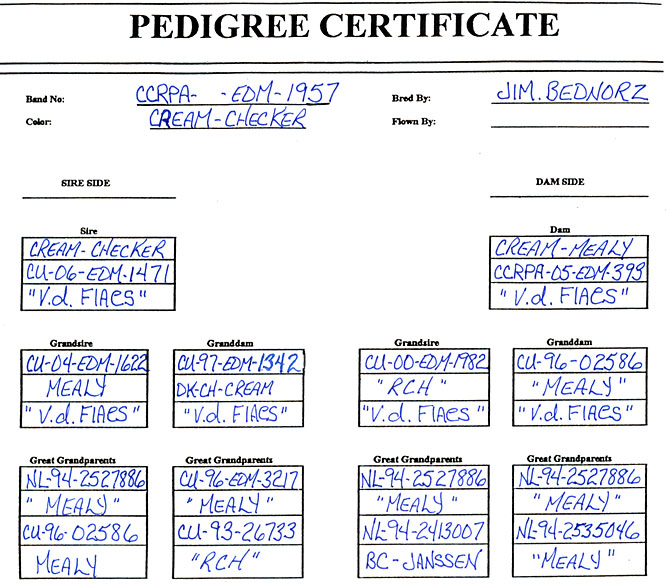 PEDIGREE CERTIFICATE
Band No: CCRPA- -EDM-1957 Bred By: JIM. BEDNORZ
Color: CREAM-CHECKER Flown By:
SIRE SIDE DAM SIDE
Sire Dam
CREAM-CHECKER CREAM-MEALY
CU-06-EDM-1471 CCRPA-05-EDM-393
"V.d. FIAES" "V.d. FIAES"
Grandsire Granddam Grandsire Granddam
CU-04-EDM-1622 CU-97-EDM-1342 CU-00-EDM-1982 CU-96-02586
MEALY DK-CH-CREAM "RCH" "MEALY"
"V.d. FIAES" "V.d. FIAES" "V.d. FIAES" "V.d. FIAES"
Great Grandparents Great Grandparents Great Grandparents Great Grandparents
NL-94-2527886 CU-96-EDM-3217 NL-94-2527886 NL-94-2527886
"MEALY" "MEALY" "MEALY" "MEALY"
CU-96-02586 CU-93-26733 NL-94-2413007 NL-94-2535046
MEALY "RCH" BC-JANSSEN "MEALY"